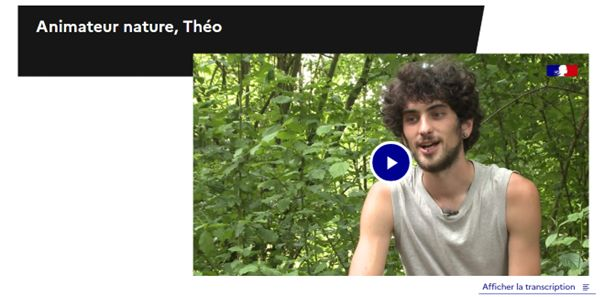 Animateur nature, Théo
Afficher la transcription